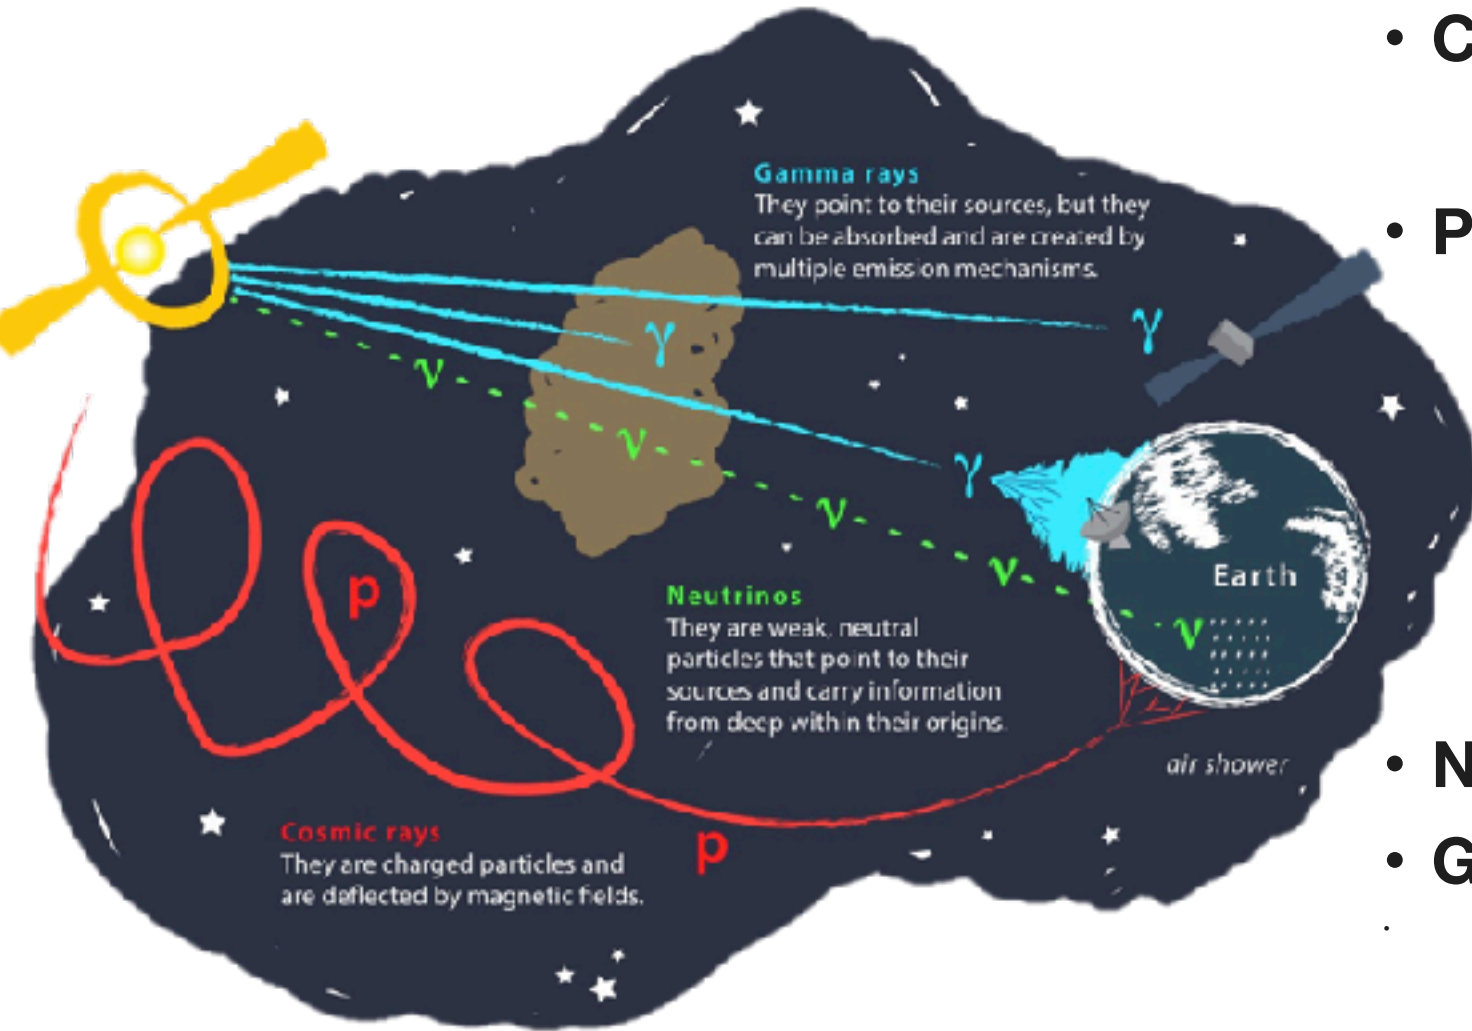 • C
Gamma rays
They point to their sources, but they
can be absorbed and are created by
multiple emission mechanisms.
• P
γ
γ
ν
γ
ν
ν
ν
Earth
p
Neutrinos
They are weak, neutral
particles that point to their
sources and carry information
from deep within their origins.
ν
• N
air shower
Cosmic rays
They are charged particles and
are deflected by magnetic fields.
p
• G